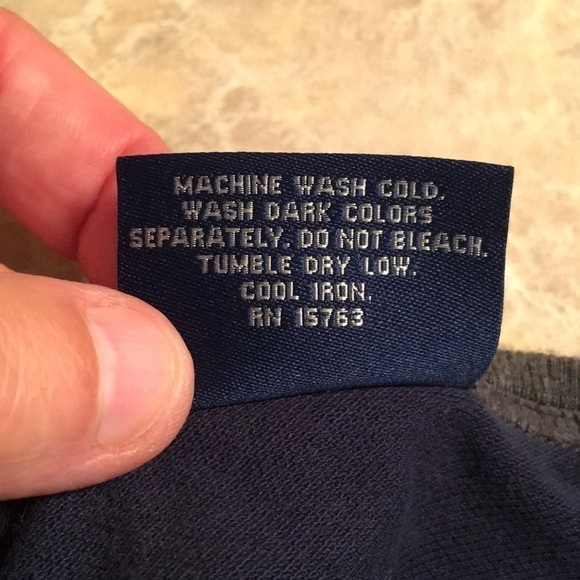 MACHINE WASH COLD.
WASH DARK COLORS
SEPARATELY. DO NOT BLEACH.
TUMBLE DRY LOW.
COOL IRON.
RN 15763